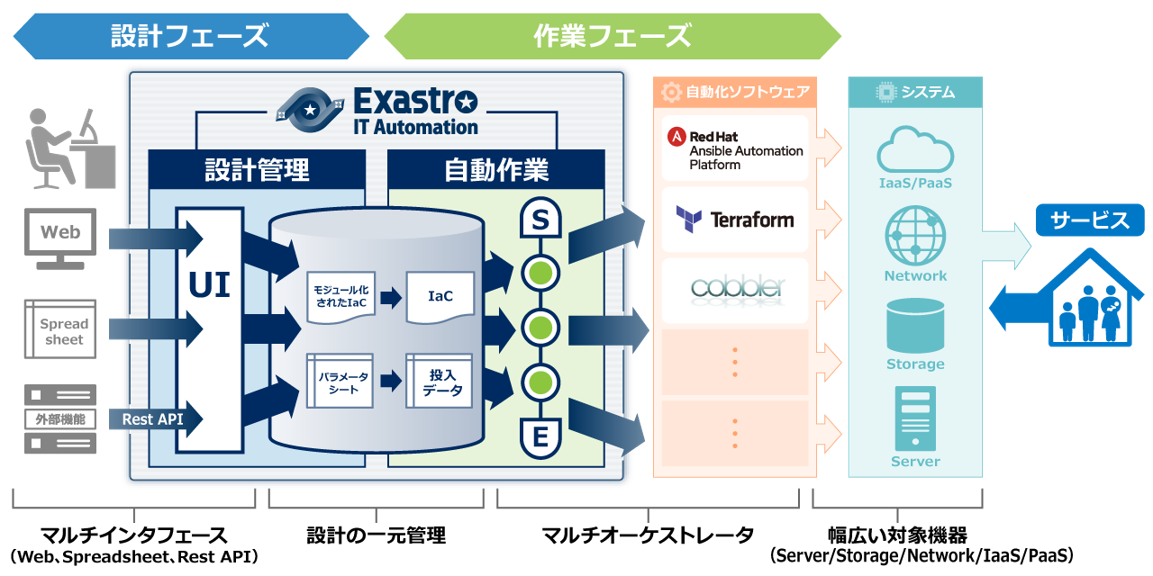 設計フェーズ
作業フェーズ
Exastro
IT Automation
設計管理
自動作業
自動化ソフトウェア
システム
Web
Spread
sheet
外部機能
Rest API
UI
モジュール化
されたIaC
IaC
パラメータ
シート
投入
データ
S
E
A
Red Hat
Ansible Automation
Platform
Terraform
cobbler
IaaS/PaaS
Network
Storage
Server
サービス
マルチインタフェース
(Web、Spreadsheet、Rest API)
設計の一元管理
マルチオーケストレータ
幅広い対象機器
(Server/Storage/Network/IaaS/PaaS)